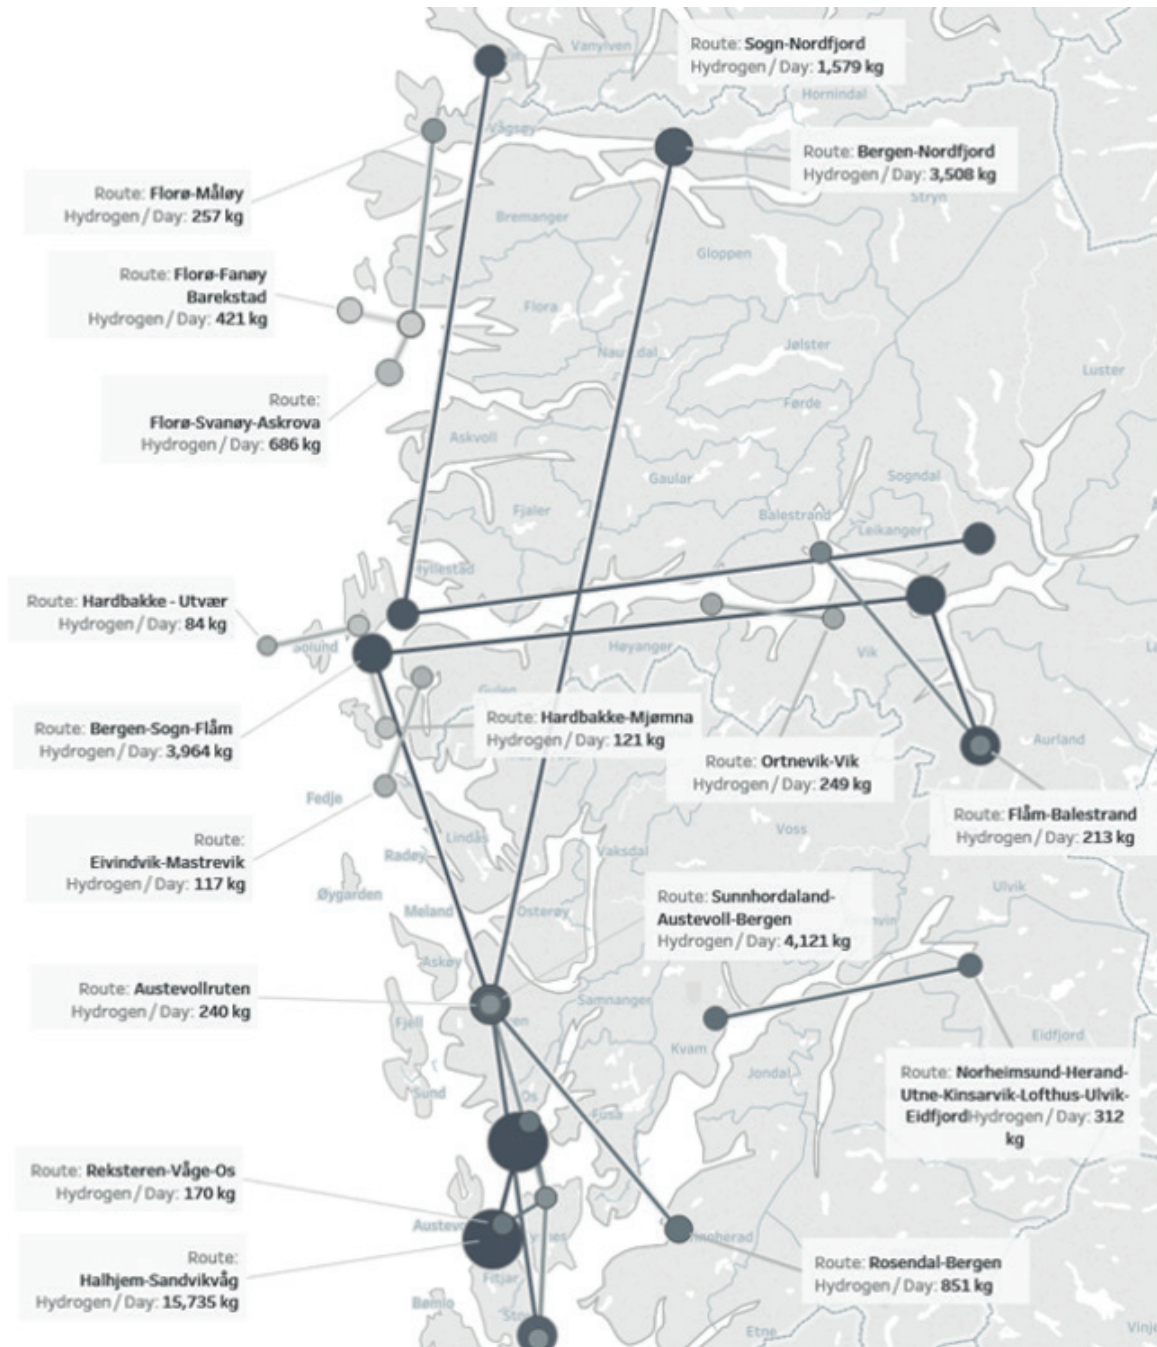 Vanylven
Route: Sogn-Nordfjord
Hydrogen / Day: 1,579 kg
Hornindal
Vågsøy
Route: Bergen-Nordfjord
Hydrogen / Day: 3,508 kg
Stryn
Route: Florø-Måløy
Hydrogen / Day: 257 kg
Bremanger
Gloppen
Route: Florø-Fanøy
Barekstad
Hydrogen / Day: 421 kg
Flora
Jølster
Luster
Route:
Florø-Svanøy-Askrova
Hydrogen / Day: 686 kg
Førde
Askvoll
Gaular
Sogndal
Fjaler
Balestrand
Leikanger
Hyllestad
Route: Hardbakke - Utvær
Hydrogen / Day: 84 kg
Høyanger
Vik
Route: Bergen-Sogn-Flåm
Hydrogen / Day: 3,964 kg
Gulen
Route: Hardbakke-Mjømna
Hydrogen / Day: 121 kg
Aurland
Route: Ortnevik-Vik
Hydrogen / Day: 249 kg
Fedje
Route: Flåm-Balestrand
Hydrogen / Day: 213 kg
Lindås
Voss
Vaksdal
Radøy
Route:
Eivindvik-Mastrevik
Hydrogen / Day: 117 kg
Øygarden
Meland
Osterøy
Ulvik
Route: Sunnhordaland-
Austevoll-Bergen
Hydrogen / Day: 4,121 kg
Askøy
Route: Austevollruten
Hydrogen / Day: 240 kg
Samnanger
Fjell
Kvam
Eidfjord
Jondal
Sund
Os
Fusa
Route: Norheimsund-Herand-
Utne-Kinsarvik-Lofthus-Ulvik-
EidfjordHydrogen / Day: 312
kg
Route: Reksteren-Våge-Os
Hydrogen / Day: 170 kg
Route:
Halhjem-Sandvikvåg
Hydrogen / Day: 15,735 kg
Fitjar
Route: Rosendal-Bergen
Hydrogen / Day: 851 kg
Bømlo
Etne
Vinje